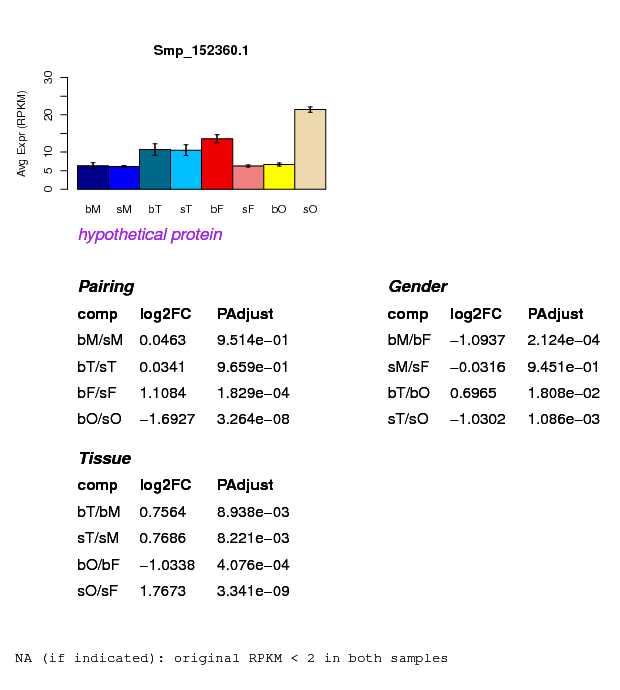 Smp_152360.1
Avg Expr (RPKM)
30
20
10
5
0
bM sM bT sT bF sF bO sO
hypothetical protein
Pairing
comp log2FC PAdjust
bM/sM 0.0463 9.514e−01
bT/sT 0.0341 9.659e−01
bF/sF 1.1084 1.829e−04
bO/sO −1.6927 3.264e−08
Gender
comp log2FC PAdjust
bM/bF −1.0937 2.124e−04
sM/sF −0.0316 9.451e−01
bT/bO 0.6965 1.808e−02
sT/sO −1.0302 1.086e−03
Tissue
comp log2FC PAdjust
bT/bM 0.7564 8.938e−03
sT/sM 0.7686 8.221e−03
bO/bF −1.0338 4.076e−04
sO/sF 1.7673 3.341e−09
NA (if indicated): original RPKM < 2 in both samples